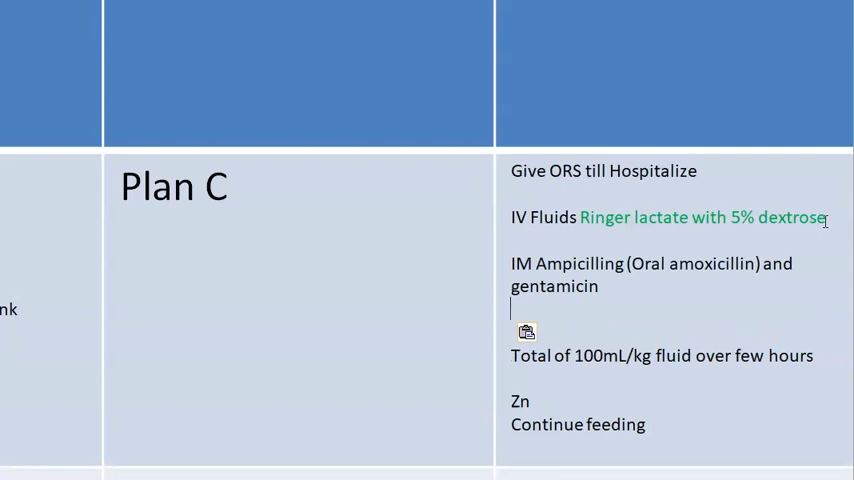 Plan C
Give ORS till Hospitalize
IV Fluids Ringer lactate with 5% dextrose
IM Ampicilling (Oral amoxicillin) and
gentamicin
nk
Total of 100mL/kg fluid over few hours
Zn
Continue feeding